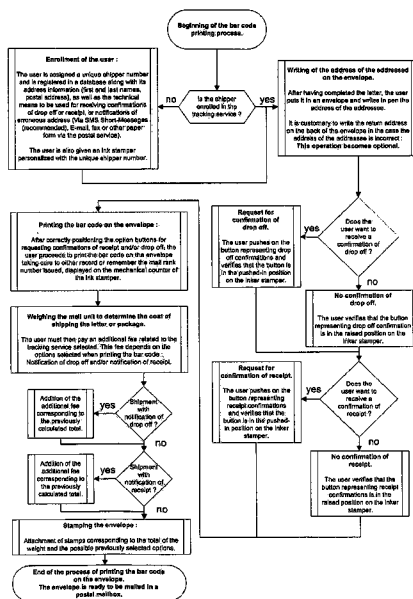 Beginning of the bar code
printing process.
Enrollment of the user :
The user is assigned a unique shipper number
and is registered in a database along with its
address information (first and last names,
postal address), as well as the technical
means to be used for receiving confirmations
of drop off or receipt, or notifications of
erroneous address (Via SMS Short-Messages
(recommended), E-mail, fax or other paper
form via the postal service).
The user is also given an ink stamper
personalized with the unique shipper number.
no
Is the shipper
enrolled in the
tracking service ?
yes
Writing of the address of the addressed
on the envelope.
After having completed the letter, the user
puts it in an envelope and writes in pen the
address of the addressee.
It is customary to write the return address
on the back of the envelope in the case
the address of the addressee is incorrect :
This operation becomes optional.
Printing the bar code on the envelope :
After correctly positioning the option buttons for
requesting confirmations of receipt and/or drop off, the
user proceeds to print the bar code on the envelope
taking care to either record or remember the mail rank
number issued, displayed on the mechanical counter of
the ink stamper.
Request for
confirmation of
drop off.
The user pushes on the
button representing drop
off confirmations and
verifies that the button is
in the pushed-in position
on the inker stamper.
yes
Does the
user want to
receive a
confirmation of
drop off ?
no
Weighing the mail unit to determine the cost of
shipping the letter or package.
The user must then pay an additional fee related to the
tracking service selected. This fee depends on the
options selected when printing the bar code :
Notification of drop off and/or notification of receipt.
No confirmation of
drop off.
The user verifies that the button
representing drop off confirmation
is in the raised position on the
inker stamper.
Request for
confirmation of receipt.
The user pushes on the
button representing
receipt confirmations
and verifies that the
button is in the pushed-
in position on the inker
stamper.
yes
Does the
user want to
receive a
confirmation of
receipt ?
no
Addition of the
additional fee
corresponding to
the previously
calculated total.
yes
Shipment
with
notification of
drop off ?
no
Addition of the
additional fee
corresponding to
the previously
calculated total.
yes
Shipment
with
notification of
receipt ?
no
No confirmation of
receipt.
The user verifies that the
button representing receipt
confirmations is in the
raised position on the inker
stamper.
Stamping the envelope :
Attachment of stamps corresponding to the total of the
weight and the possible previously selected options.
End of the process of printing the bar code
on the envelope.
The envelope is ready to be mailed in a
postal mailbox.